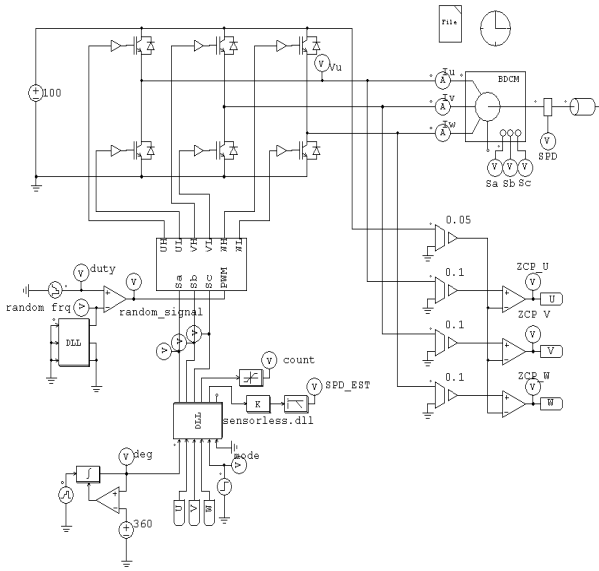 File
100
Vu
V
Iu
A
Iv
A
Iw
A
BDCM
V
SPD
V V V
Sa Sb Sc
UH UL VH VL WH WL
Sa Sb Sc PWM
0.05
0.1
0.1
0.1
ZCP_U
V
U
ZCP V
V
V
ZCP_W
V
W
duty
V
V
random frq
V
random_signal
DLL
V V V
count
V
SPD_EST
V
K
DLL
sensorless.dll
mode
V
deg
V
∫
360
U V W